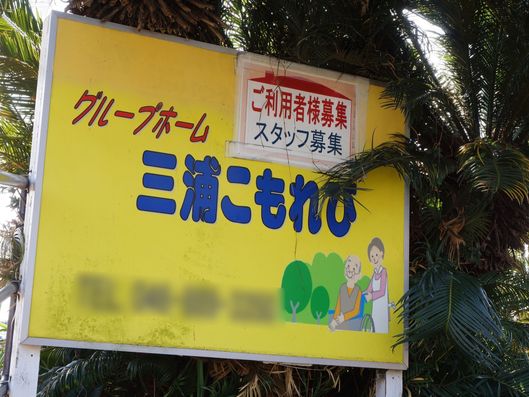 ご利用者様募集
スタッフ募集
グループホーム
三浦こもれび